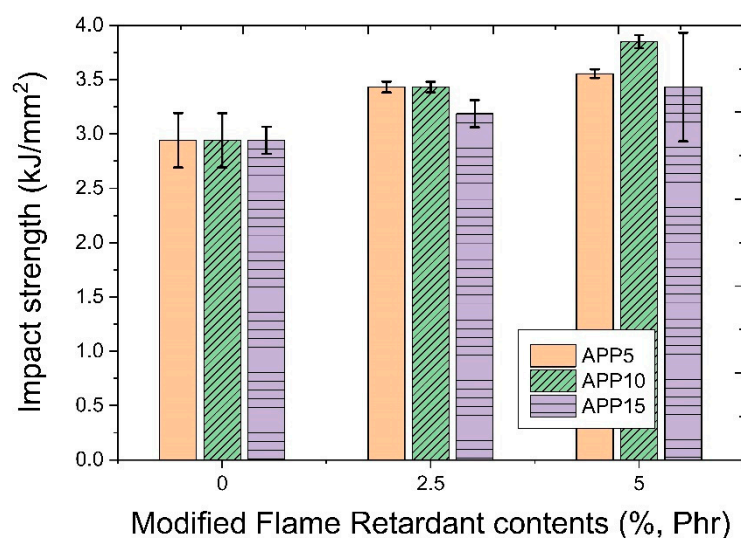 Impact strength (kJ/mm²)
4.0
3.5
3.0
2.5
2.0
1.5
1.0
0.5
0.0
APP5
APP10
APP15
0 2.5 5
Modified Flame Retardant contents (%, Phr)